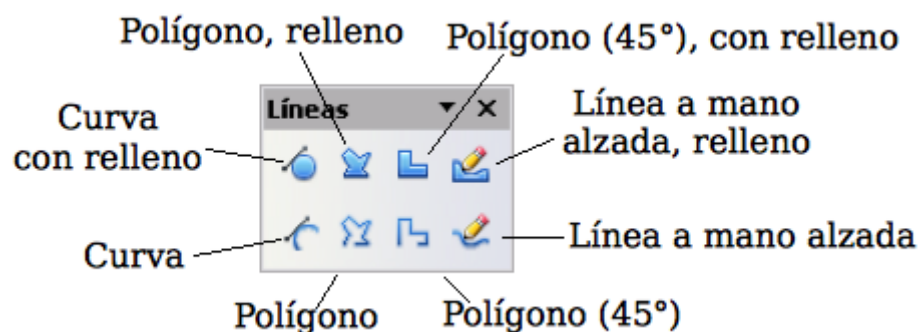 Polígono, relleno
Polígono (45°), con relleno
Líneas
Curva
con relleno
Línea a mano
alzada, relleno
Curva
Línea a mano alzada
Polígono
Polígono (45°)